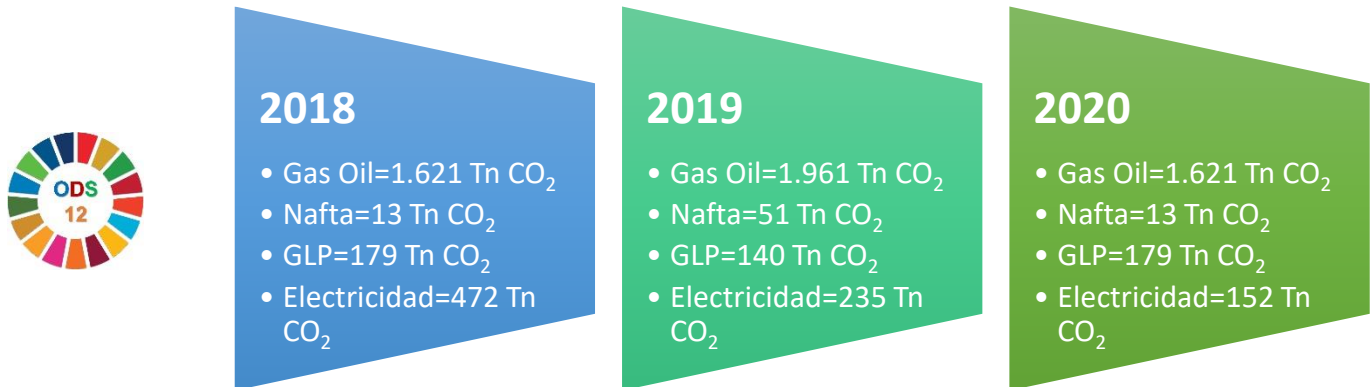 ODS
12
2018
• Gas Oil=1.621 Tn CO₂
• Nafta=13 Tn CO₂
• GLP=179 Tn CO₂
• Electricidad=472 Tn
CO₂
2019
• Gas Oil=1.961 Tn CO₂
• Nafta=51 Tn CO₂
• GLP=140 Tn CO₂
• Electricidad=235 Tn
CO₂
2020
• Gas Oil=1.621 Tn CO₂
• Nafta=13 Tn CO₂
• GLP=179 Tn CO₂
• Electricidad=152 Tn
CO₂